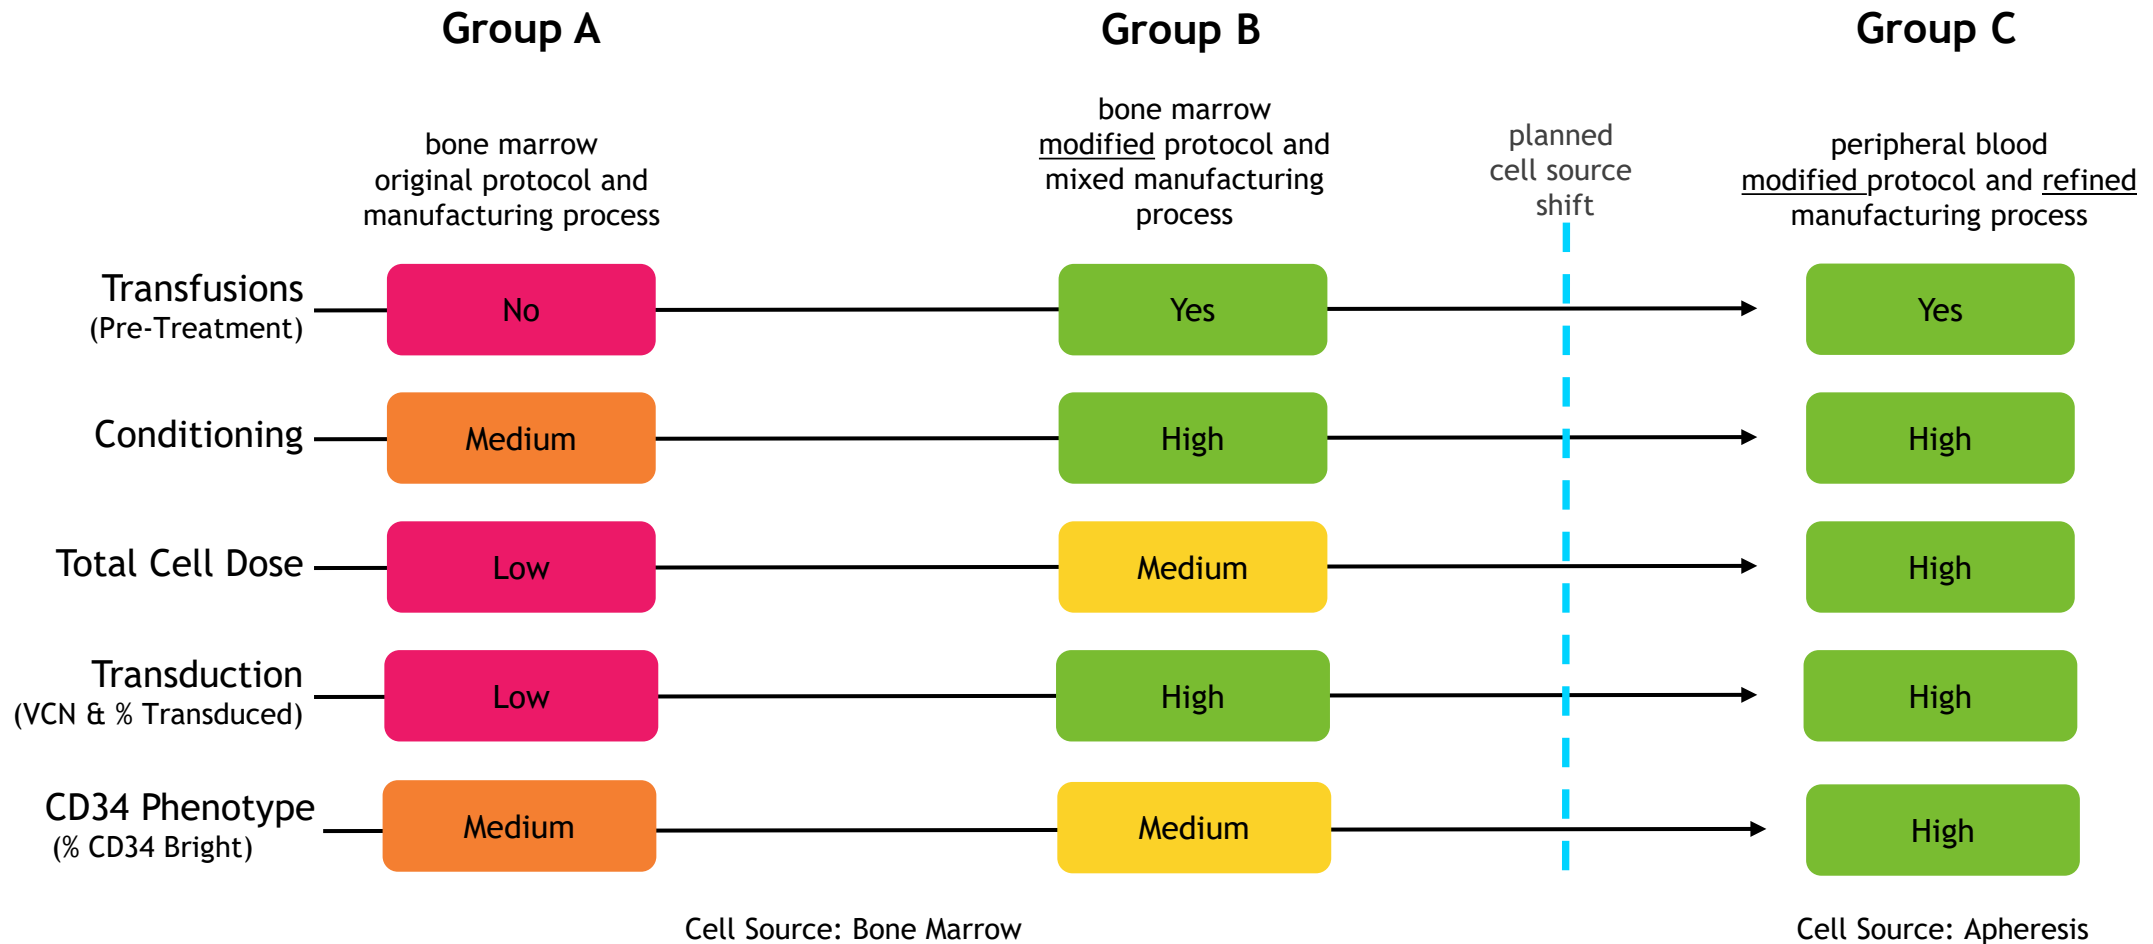 Group A
Group B
Group C
bone marrow
original protocol and
manufacturing process
bone marrow
modified protocol and
mixed manufacturing
process
planned
cell source
shift
peripheral blood
modified protocol and refined
manufacturing process
Transfusions
(Pre-Treatment)
No
Yes
Yes
Conditioning
Medium
High
High
Total Cell Dose
Low
Medium
High
Transduction
(VCN & % Transduced)
Low
High
High
CD34 Phenotype
(% CD34 Bright)
Medium
Medium
High
Cell Source: Bone Marrow
Cell Source: Apheresis